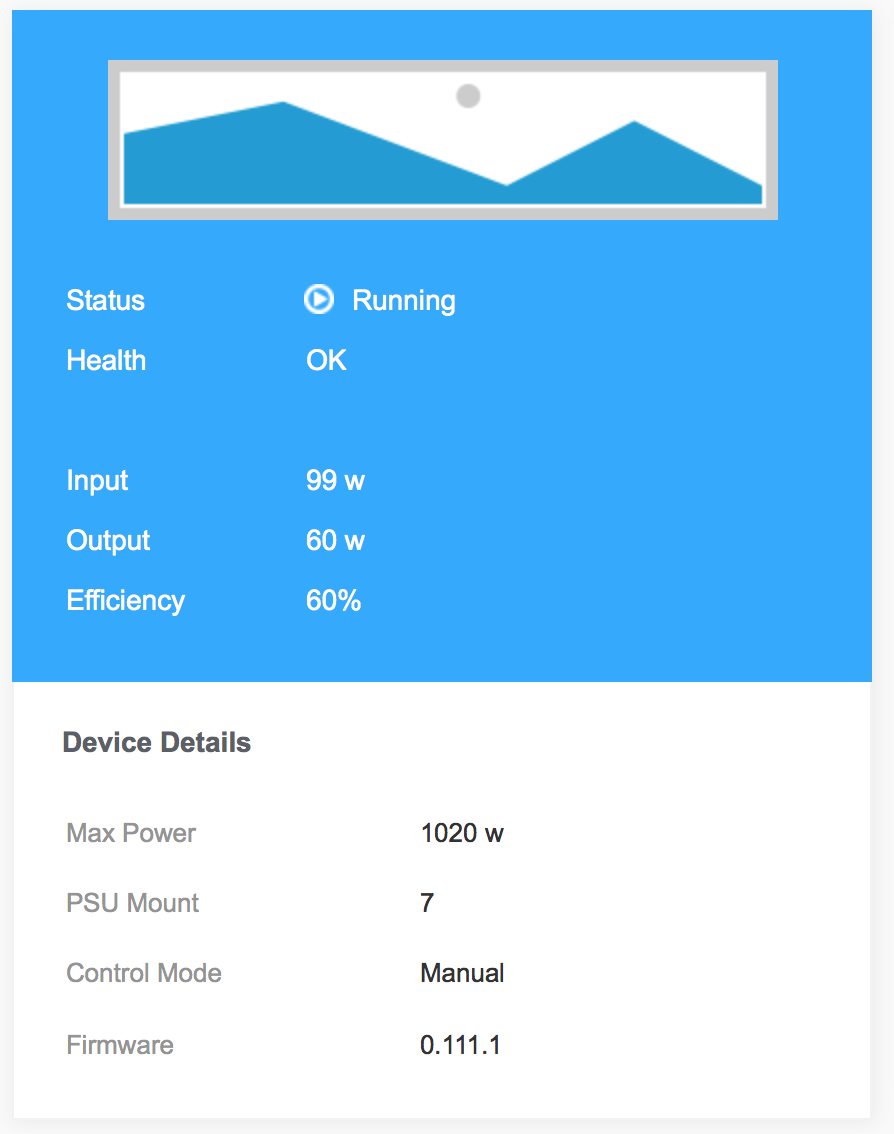 Status Running
Health OK
Input 99 w
Output 60 w
Efficiency 60%
Device Details
Max Power 1020 w
PSU Mount 7
Control Mode Manual
Firmware 0.111.1